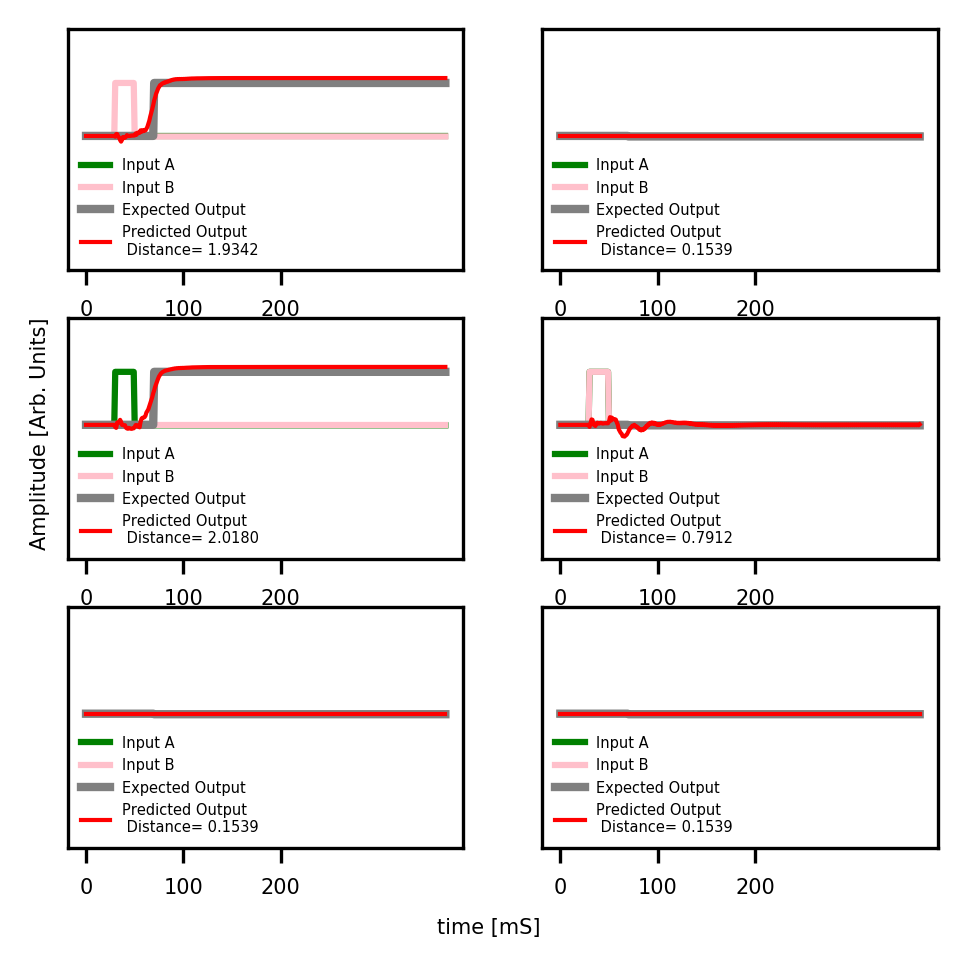 Input A
Input B
Expected Output
Predicted Output
Distance= 1.9342
0 100 200
Input A
Input B
Expected Output
Predicted Output
Distance= 0.1539
0 100 200
Amplitude [Arb. Units]
Input A
Input B
Expected Output
Predicted Output
Distance= 2.0180
0 100 200
Input A
Input B
Expected Output
Predicted Output
Distance= 0.7912
0 100 200
Input A
Input B
Expected Output
Predicted Output
Distance= 0.1539
0 100 200
Input A
Input B
Expected Output
Predicted Output
Distance= 0.1539
0 100 200
time [mS]